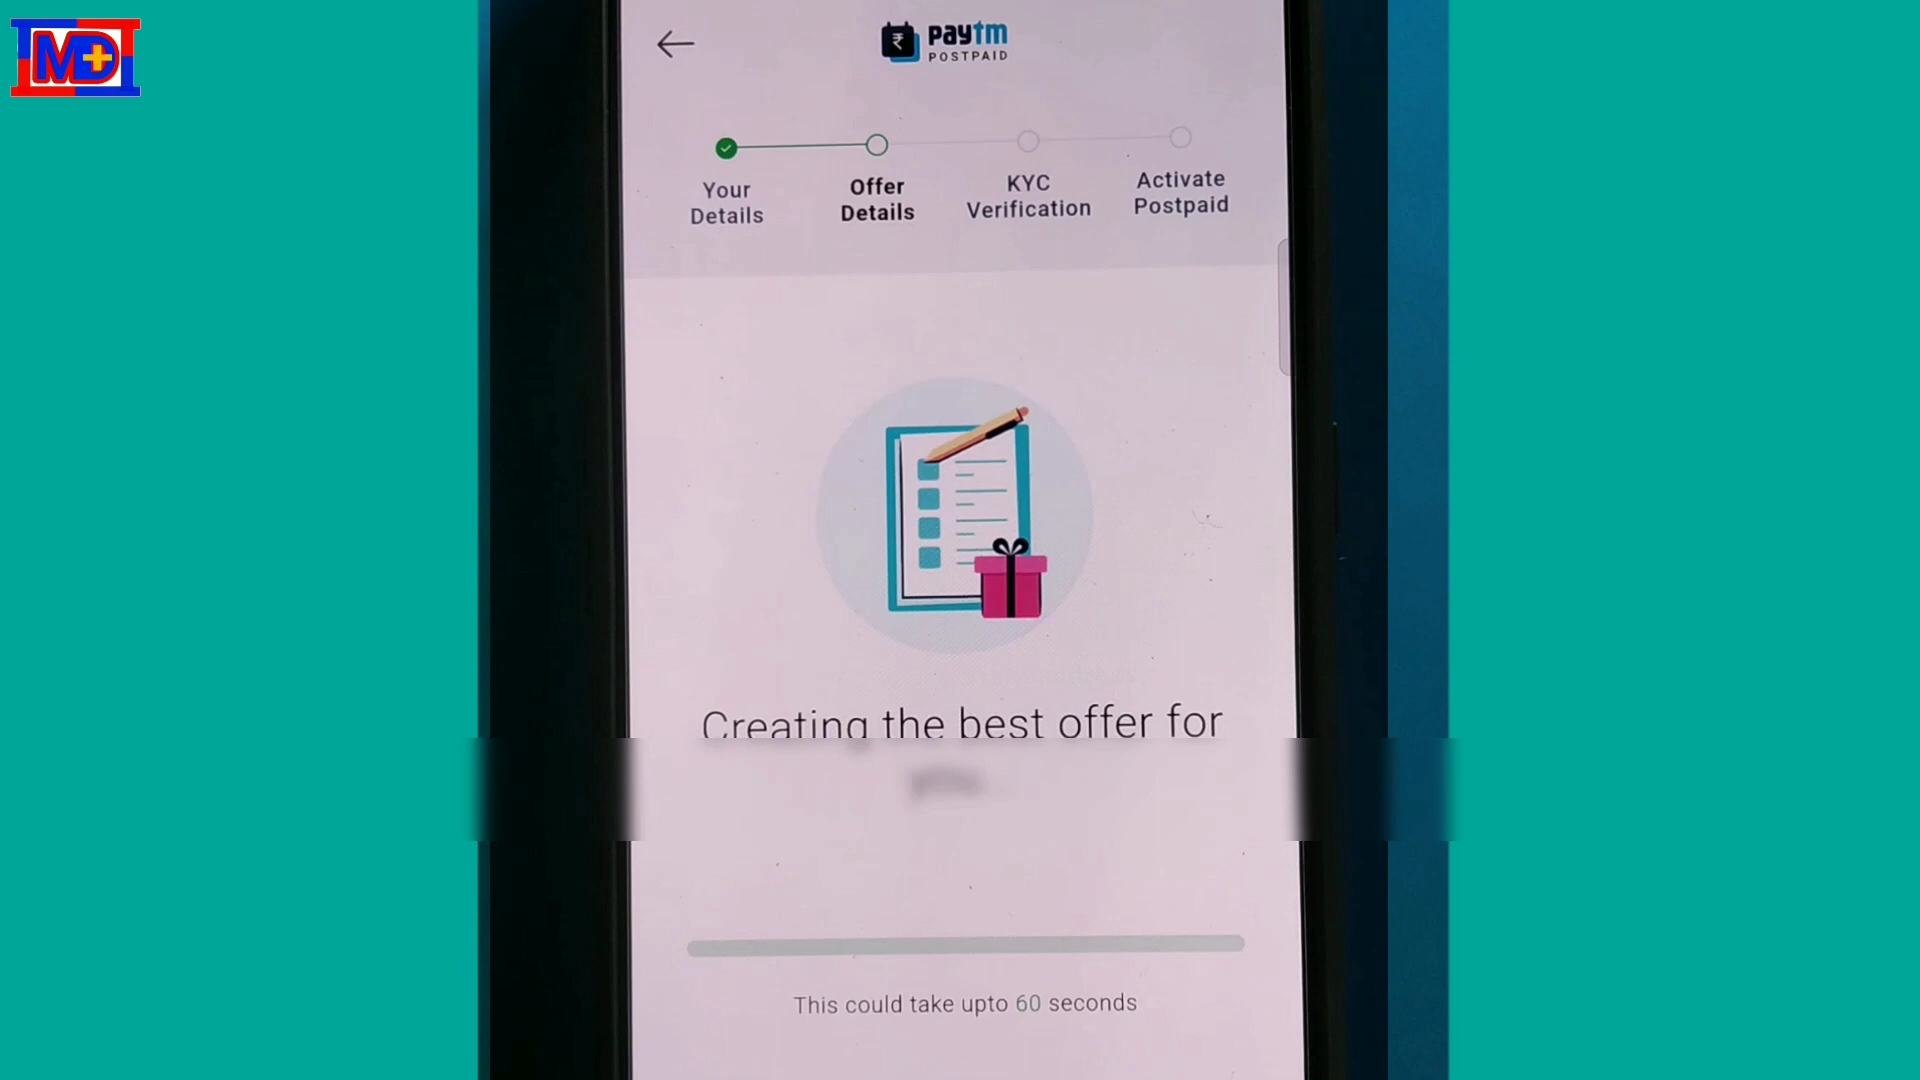 MD+
paytm
POSTPAID
Your
Details
Offer
Details
KYC
Verification
Activate
Postpaid
Creating the best offer for
This could take upto 60 seconds